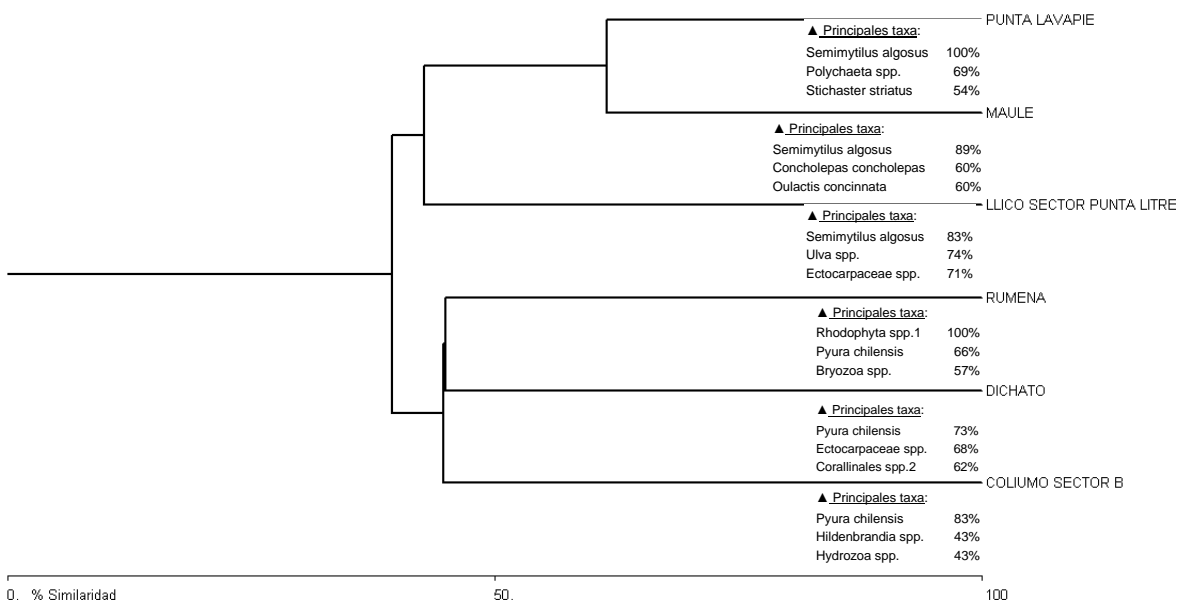 PUNTA LAVAPIE
▲ Principales taxa:
Semimytilus algosus 100%
Polychaeta spp. 69%
Stichaster striatus 54%
MAULE
▲ Principales taxa:
Semimytilus algosus 89%
Concholepas concholepas 60%
Oulactis concinnata 60%
LLICO SECTOR PUNTA LITRE
▲ Principales taxa:
Semimytilus algosus 83%
Ulva spp. 74%
Ectocarpaceae spp. 71%
RUMENA
▲ Principales taxa:
Rhodophyta spp.1 100%
Pyura chilensis 66%
Bryozoa spp. 57%
DICHATO
▲ Principales taxa:
Pyura chilensis 73%
Ectocarpaceae spp. 68%
Corallinales spp.2 62%
COLIUMO SECTOR B
▲ Principales taxa:
Pyura chilensis 83%
Hildenbrandia spp. 43%
Hydrozoa spp. 43%
0. % Similaridad 50. 100